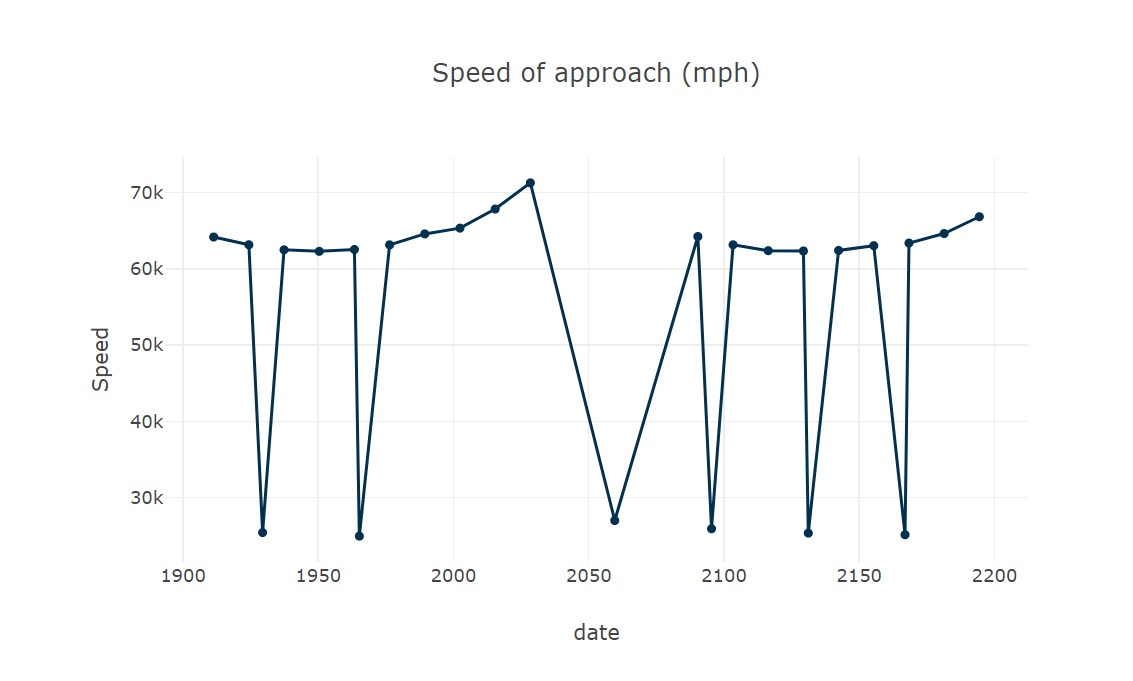 Speed of approach (mph)
70k
60k
50k
40k
30k
Speed
1900 1950 2000 2050 2100 2150 2200
date